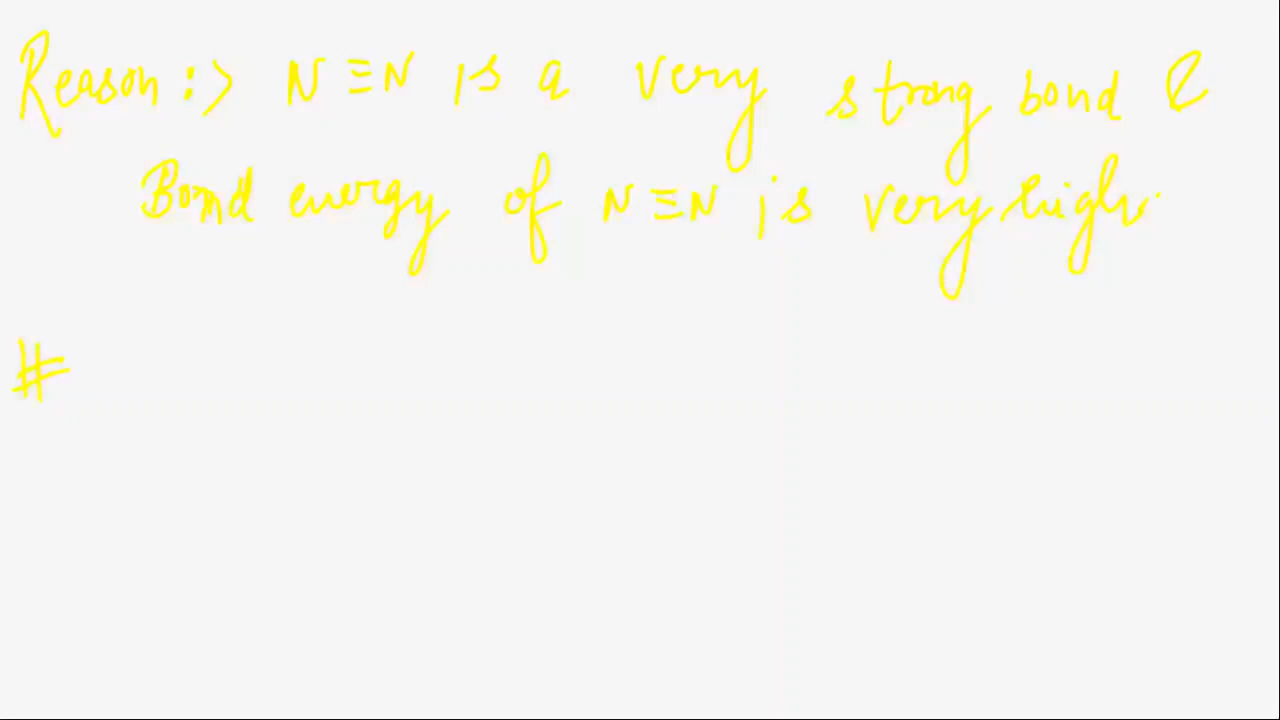 Reason :> N≡N is a very strong bond &
Bond energy of N≡N is very high.
#